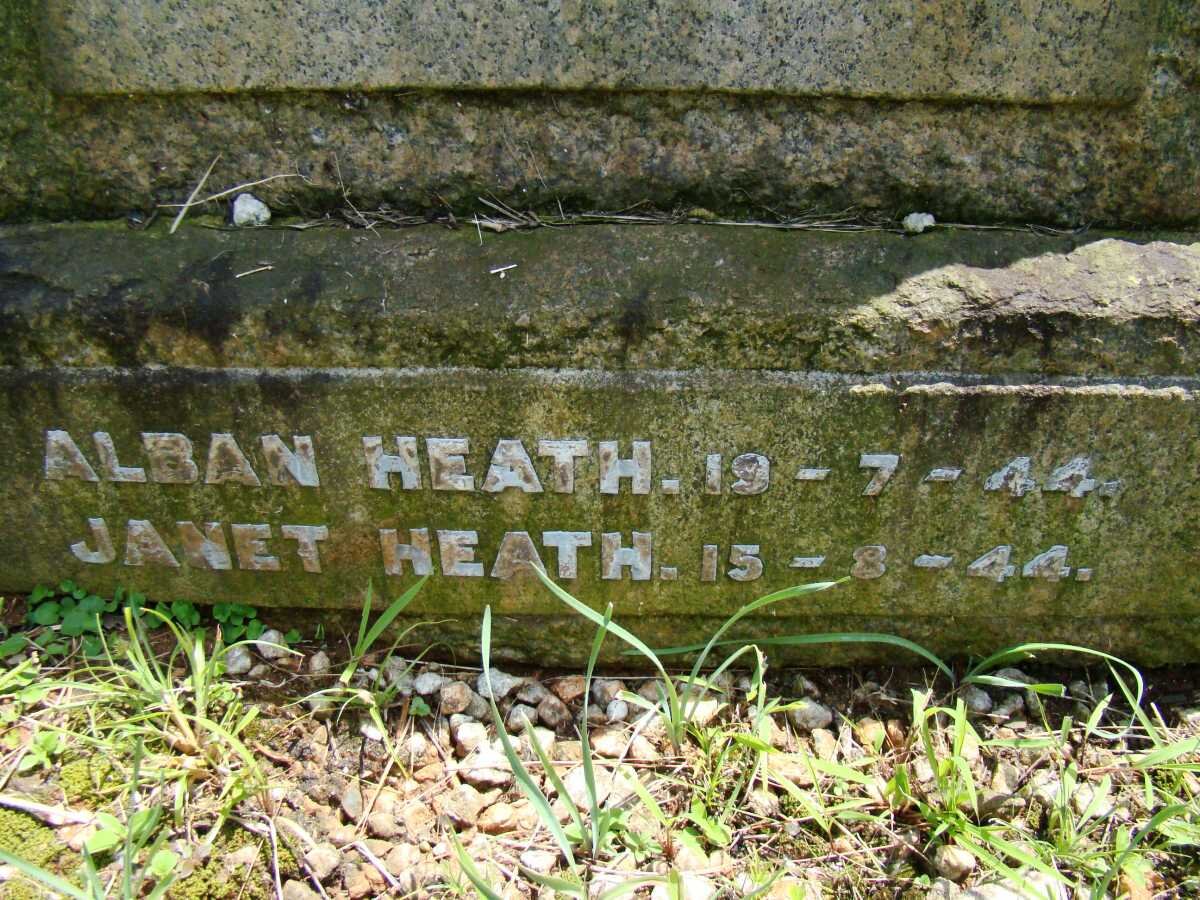 ALBAN HEATH. 19 - 7 - 44.
JANET HEATH. 15 - 8 - 44.